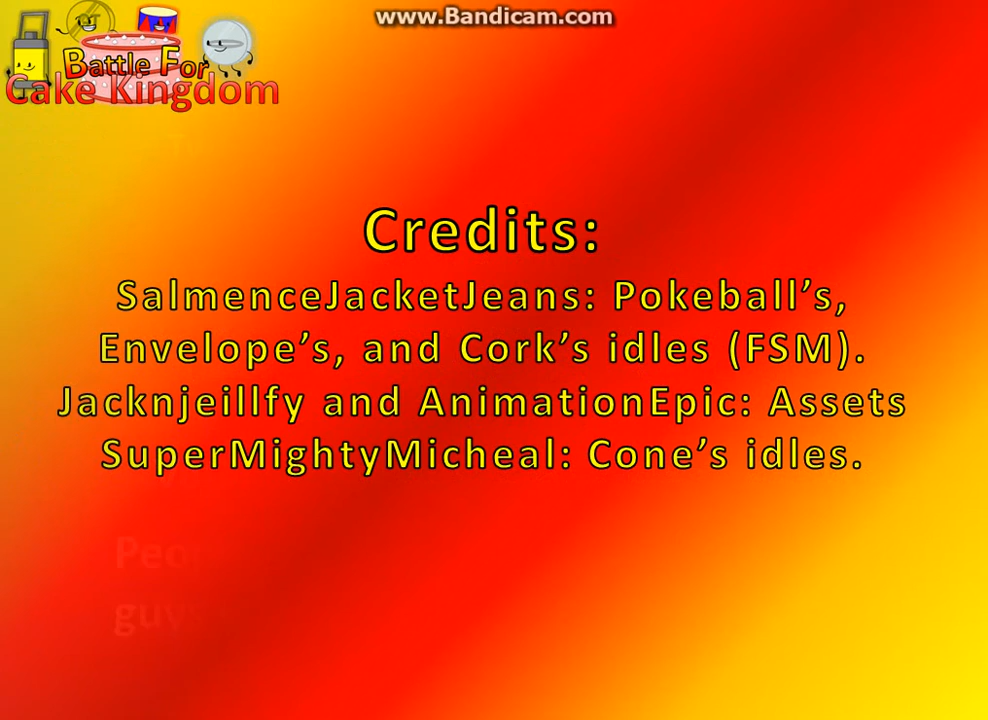 www.Bandicam.com
Battle For
Cake Kingdom
Credits:
SalmenceJacketJeans: Pokeball’s,
Envelope’s, and Cork’s idles (FSM).
Jacknjeillfy and AnimationEpic: Assets
SuperMightyMicheal: Cone’s idles.